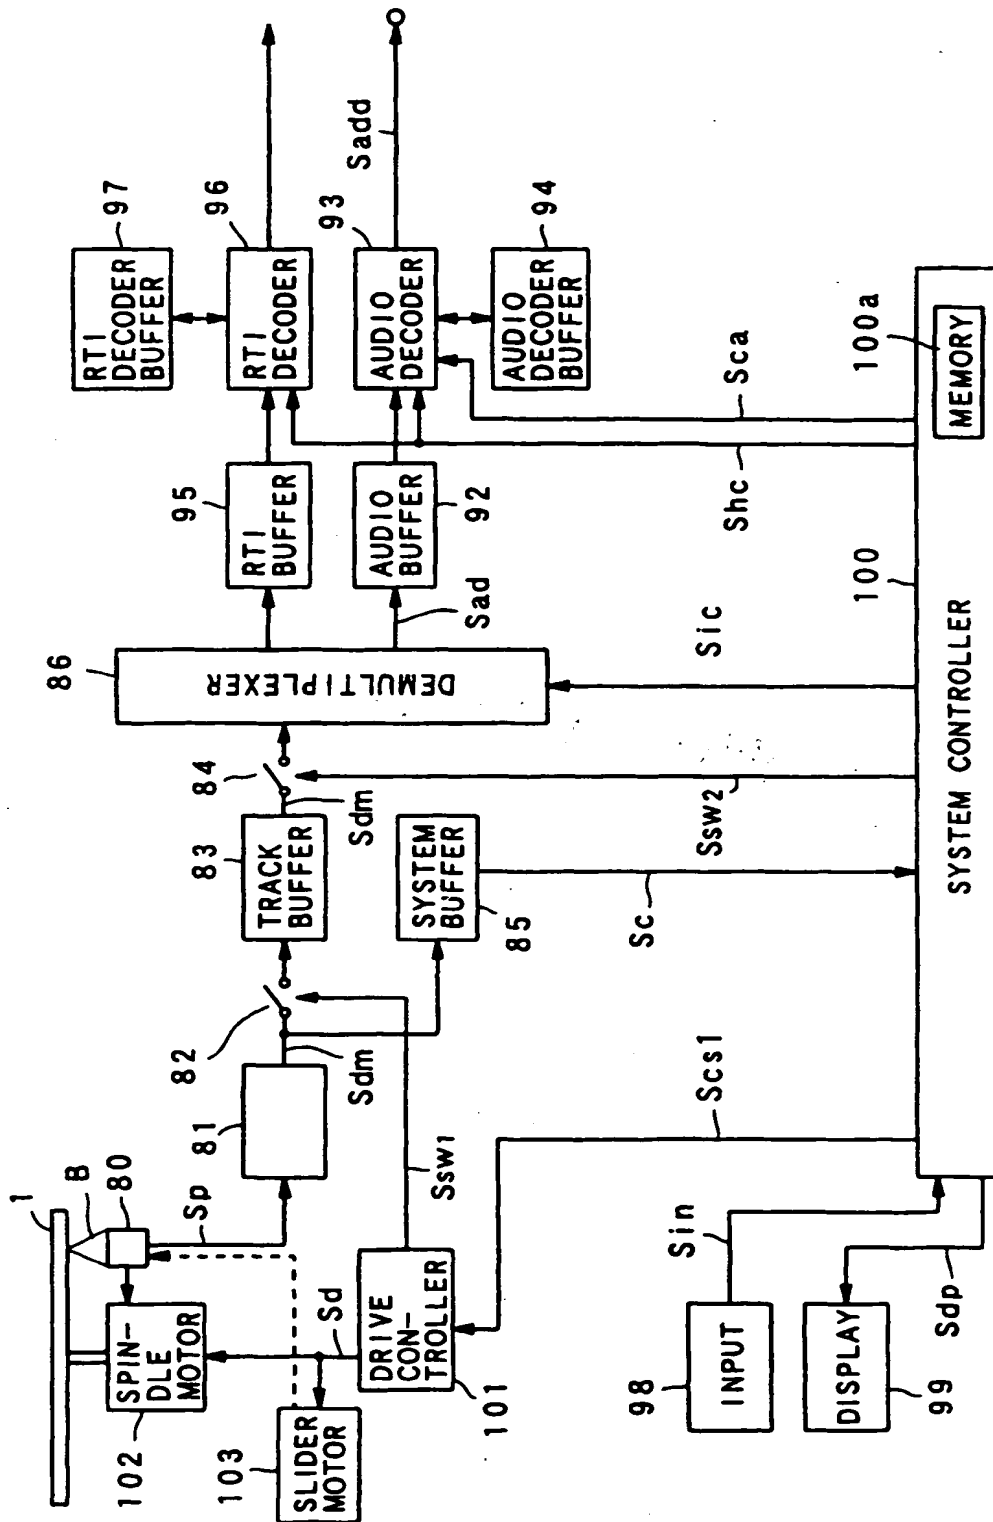 1
B
80
Sp
SPIN-
DLE
MOTOR
102
SLIDER
MOTOR
103
Sd
DRIVE
CON-
TROLLER
101
Ssw1
81
Sdm
82
TRACK
BUFFER
83
Sdm
84
SYSTEM
BUFFER
85
DEMULTIPLEXER
86
RTI
BUFFER
95
AUDIO
BUFFER
92
Sad
RTI
DECODER
BUFFER
97
RTI
DECODER
96
AUDIO
DECODER
93
AUDIO
DECODER
BUFFER
94
Sadd
Scs1
Sc
Ssw2
Sic
Shc
Sca
INPUT
98
Sin
DISPLAY
99
Sdp
SYSTEM CONTROLLER
100
MEMORY
100a